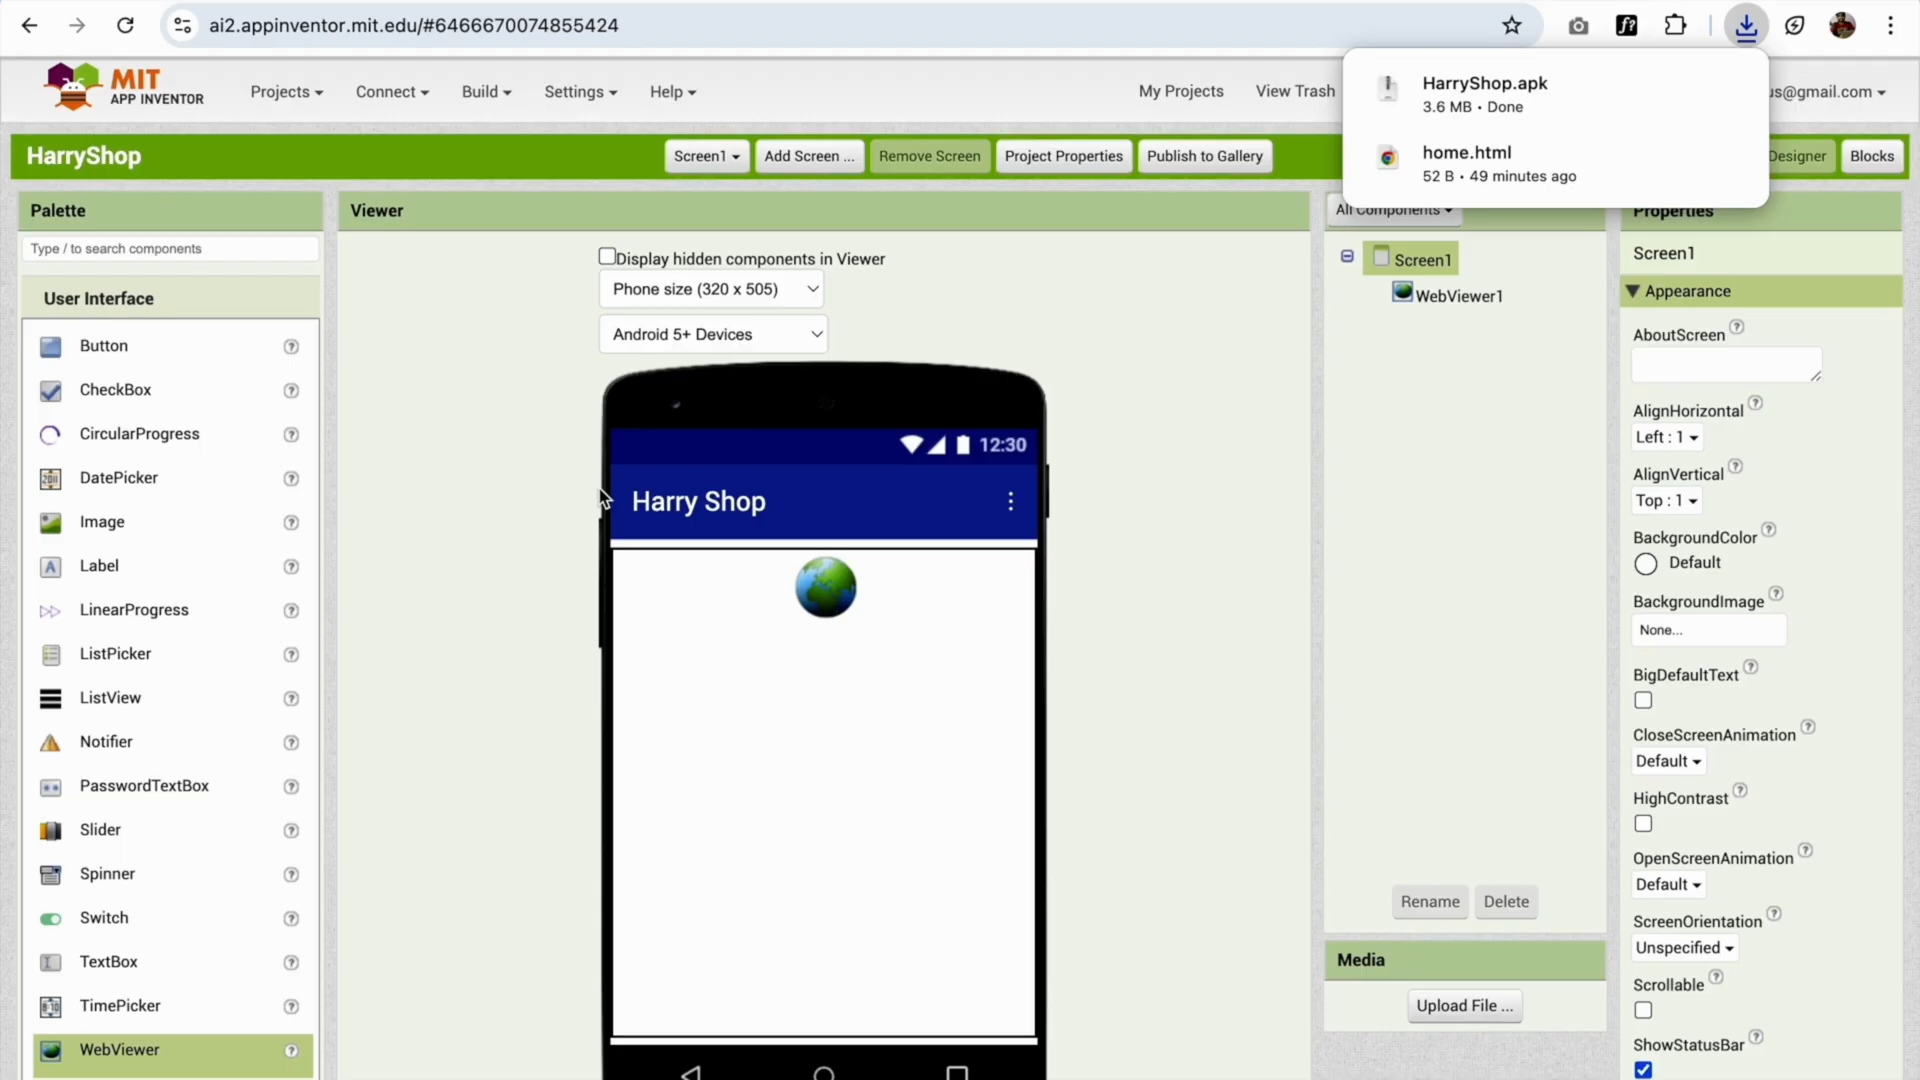 ai2.appinventor.mit.edu/#6466670074855424
HarryShop.apk
3.6 MB • Done
home.html
52 B • 49 minutes ago
MIT
APP INVENTOR
Projects
Connect
Build
Settings
Help
My Projects
View Trash
us@gmail.com
HarryShop
Screen1
Add Screen ...
Remove Screen
Project Properties
Publish to Gallery
Designer
Blocks
Palette
Type / to search components
User Interface
Button
CheckBox
CircularProgress
DatePicker
Image
Label
LinearProgress
ListPicker
ListView
Notifier
PasswordTextBox
Slider
Spinner
Switch
TextBox
TimePicker
WebViewer
Viewer
Display hidden components in Viewer
Phone size (320 x 505)
Android 5+ Devices
12:30
Harry Shop
All Components
Screen1
WebViewer1
Rename
Delete
Media
Upload File ...
Properties
Screen1
Appearance
AboutScreen
AlignHorizontal
Left : 1
AlignVertical
Top : 1
BackgroundColor
Default
BackgroundImage
None...
BigDefaultText
CloseScreenAnimation
Default
HighContrast
OpenScreenAnimation
Default
ScreenOrientation
Unspecified
Scrollable
ShowStatusBar